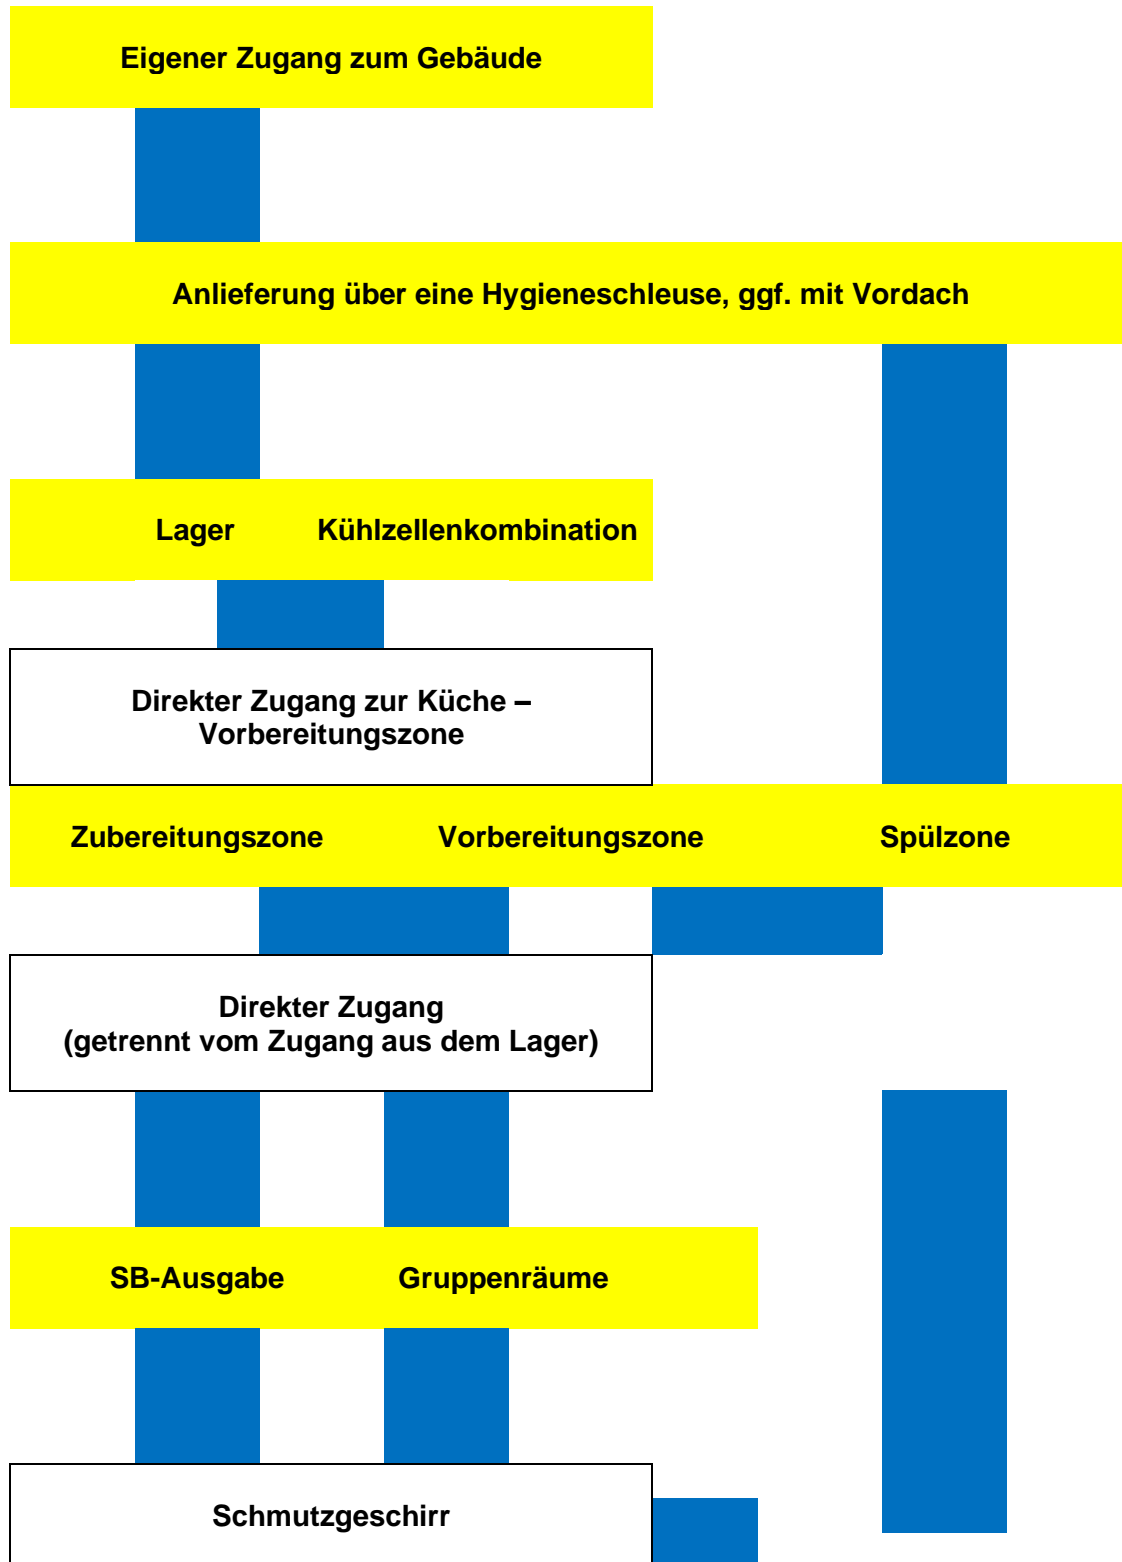 Eigener Zugang zum Gebäude
Anlieferung über eine Hygieneschleuse, ggf. mit Vordach
Lager Kühlzellenkombination
Direkter Zugang zur Küche –
Vorbereitungszone
Zubereitungszone Vorbereitungszone Spülzone
Direkter Zugang
(getrennt vom Zugang aus dem Lager)
SB-Ausgabe Gruppenräume
Schmutzgeschirr